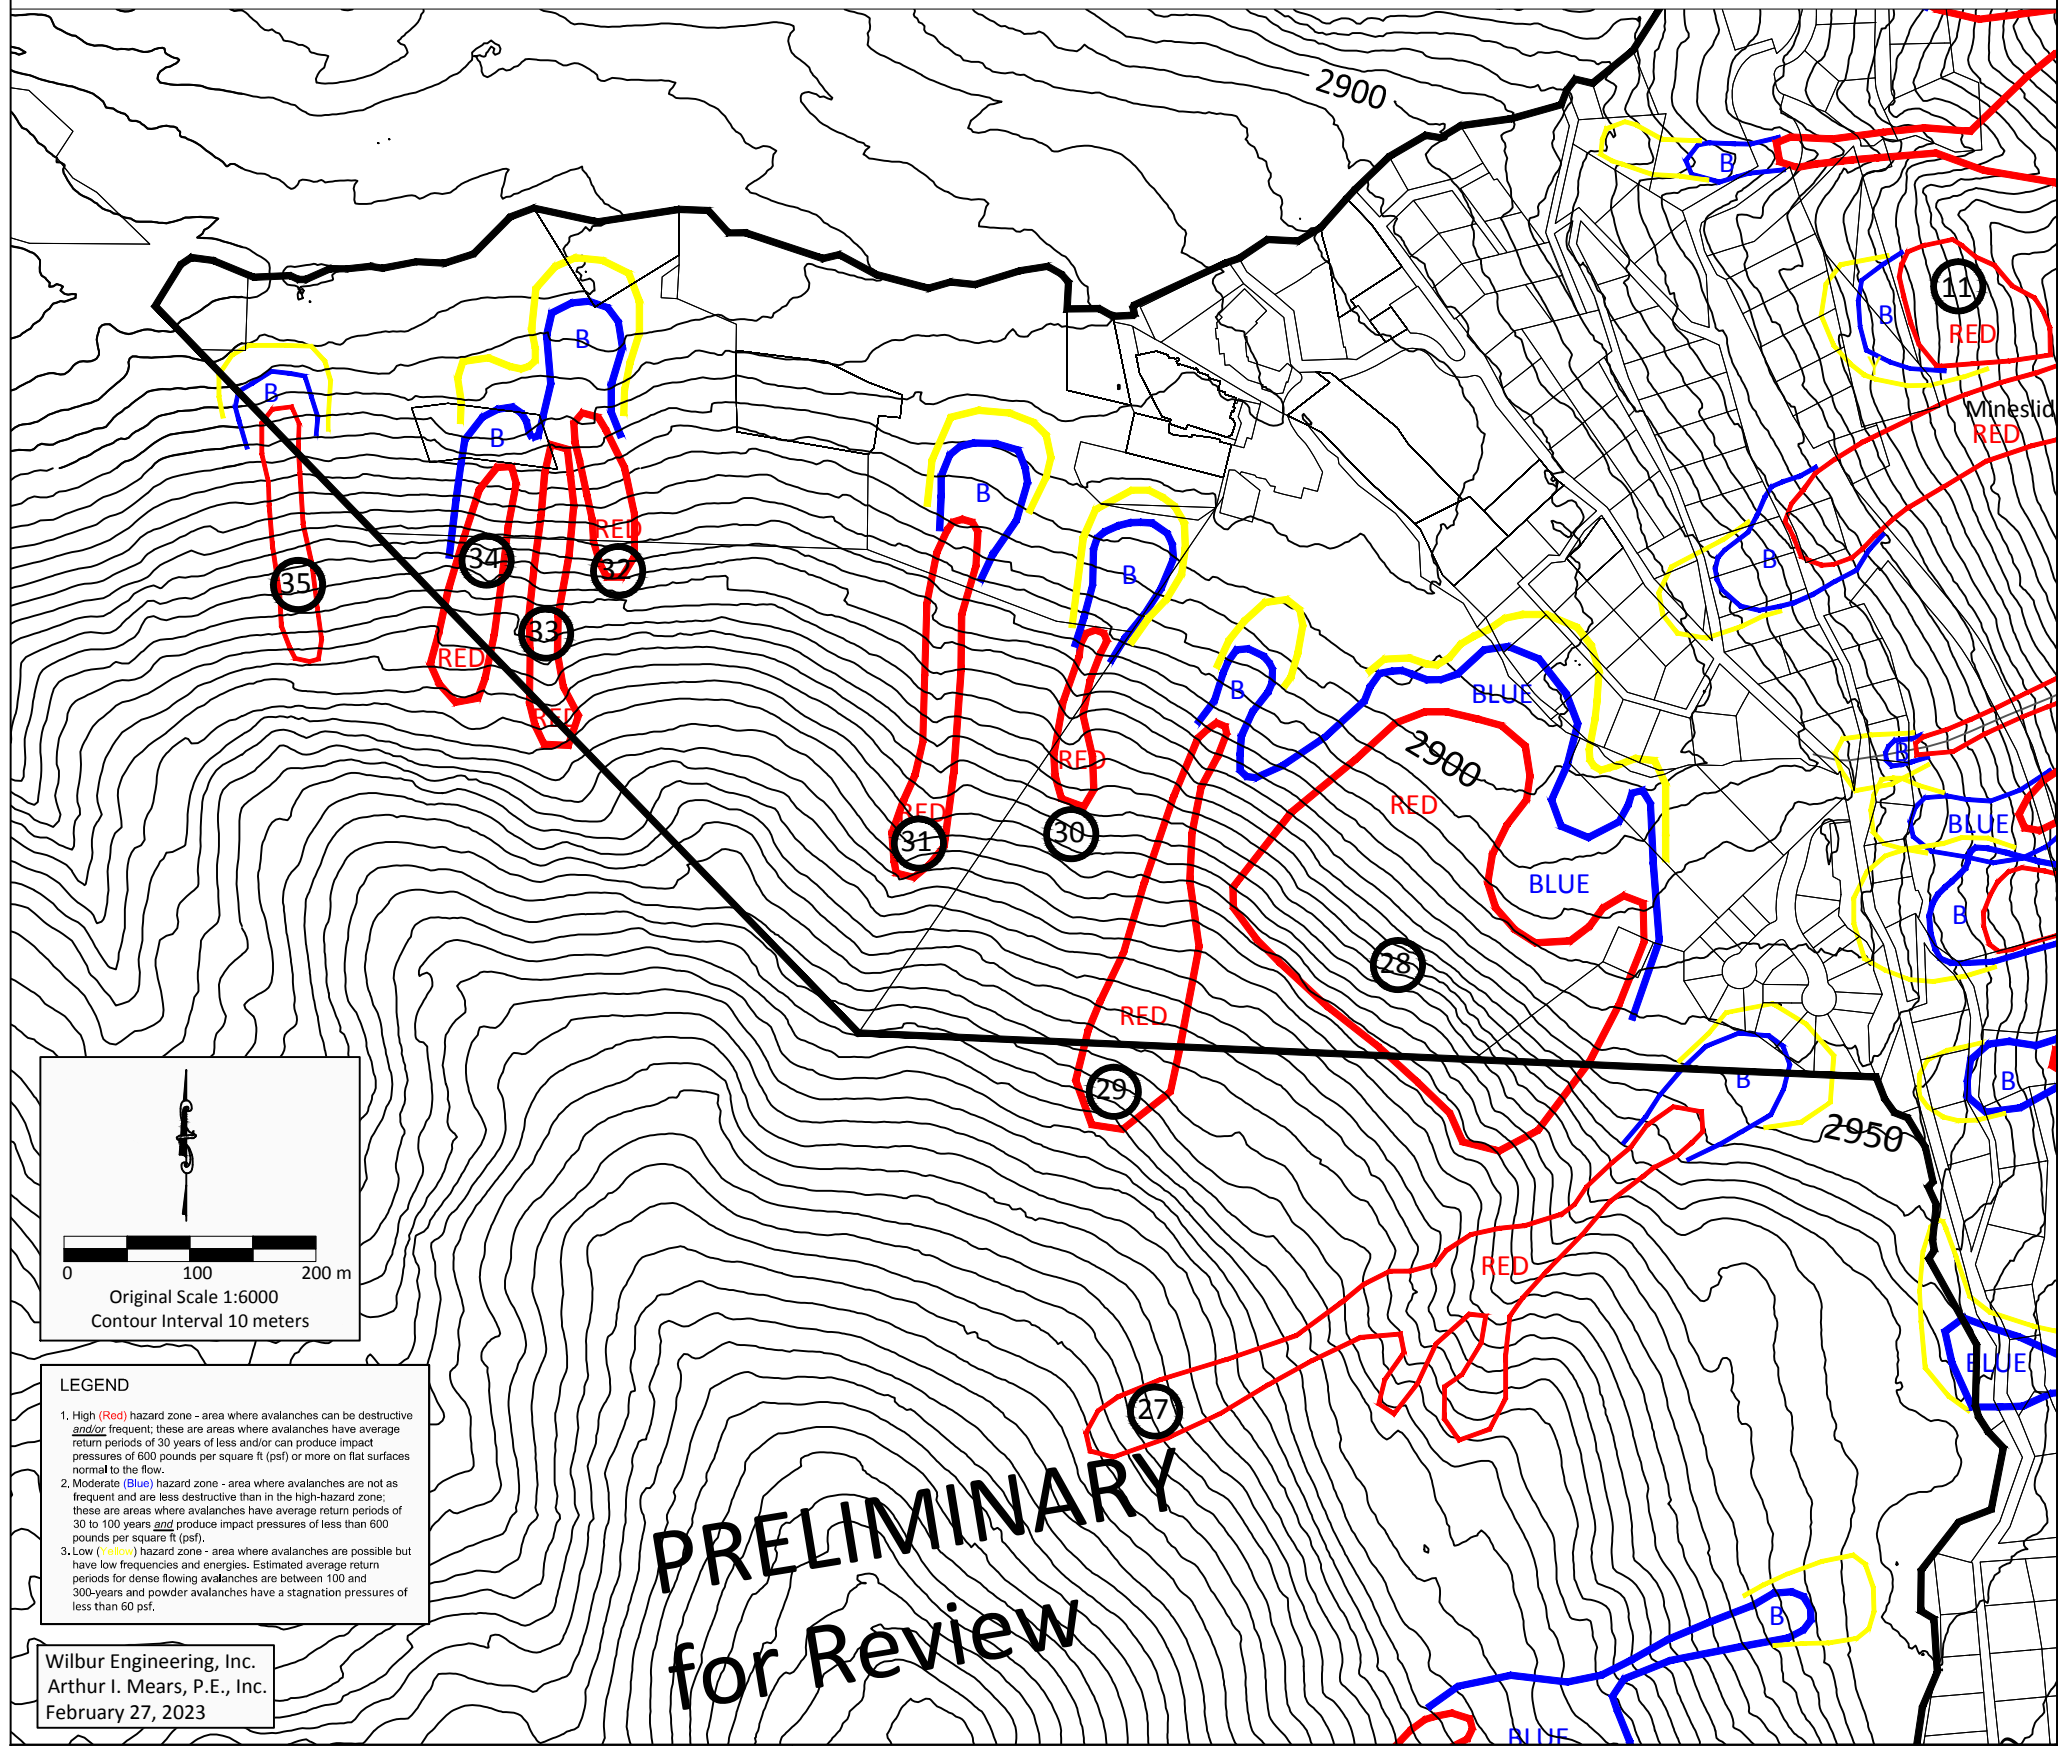 2900
B
11
B
RED
B
Mineslid
RED
B
B
B
RED
B
B
34
32
35
33
RED
B
BLUE
RED
RED
2900
RED
RED
BLUE
31
30
BLUE
B
28
RED
B
B
29
2950
0 100 200 m
Original Scale 1:6000
Contour Interval 10 meters
RED
BLUE
LEGEND
1. High (Red) hazard zone - area where avalanches can be destructive
and/or frequent; these are areas where avalanches have average
return periods of 30 years of less and/or can produce impact
pressures of 600 pounds per square ft (psf) or more on flat surfaces
normal to the flow.
2. Moderate (Blue) hazard zone - area where avalanches are not as
frequent and are less destructive than in the high-hazard zone;
these are areas where avalanches have average return periods of
30 to 100 years and produce impact pressures of less than 600
pounds per square ft (psf).
3. Low (Yellow) hazard zone - area where avalanches are possible but
have low frequencies and energies. Estimated average return
periods for dense flowing avalanches are between 100 and
300-years and powder avalanches have a stagnation pressures of
less than 60 psf.
27
PRELIMINARY
for Review
B
Wilbur Engineering, Inc.
Arthur I. Mears, P.E., Inc.
February 27, 2023
BLUE